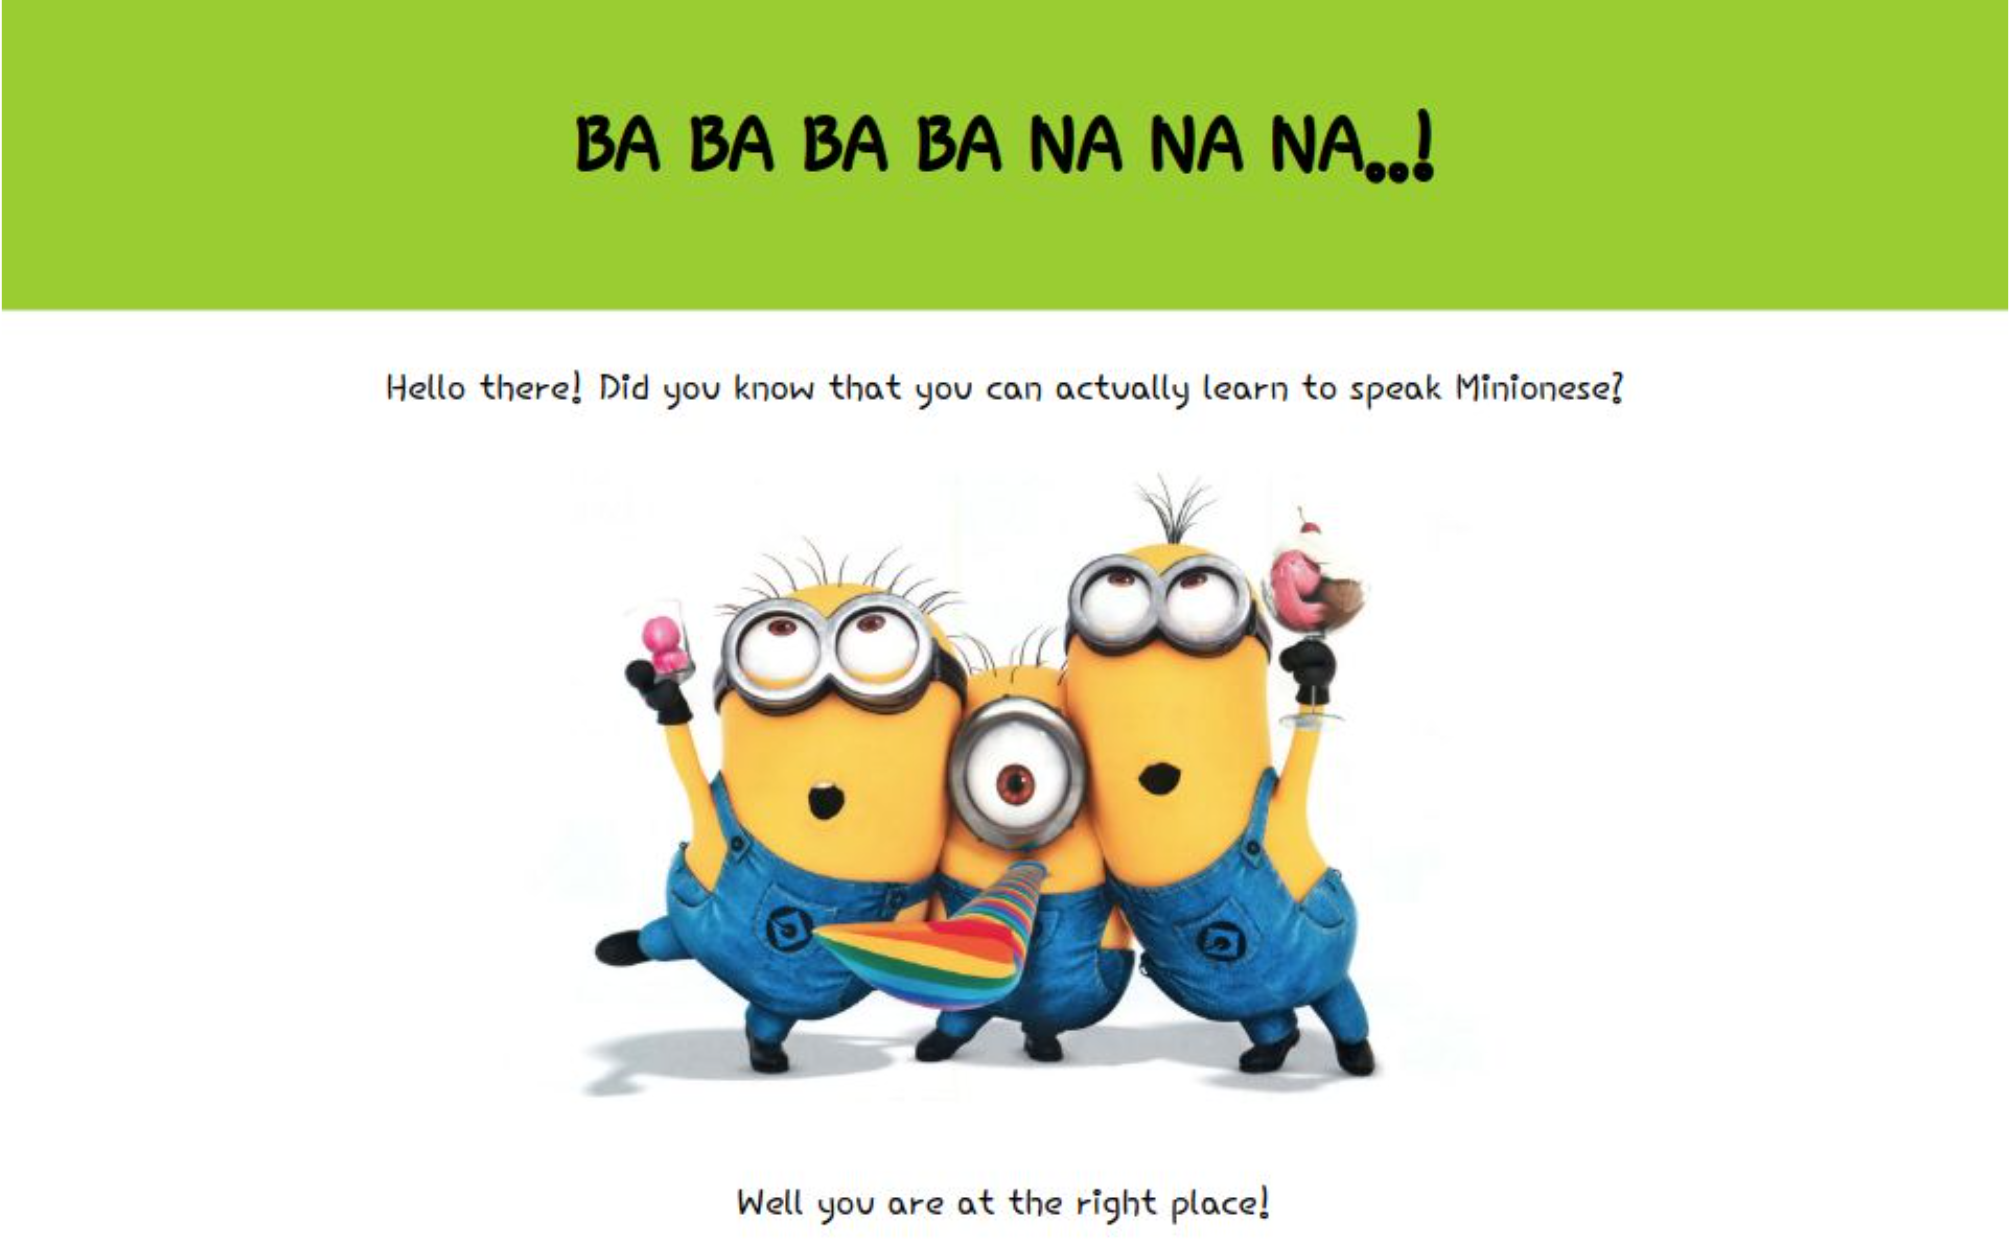 BA BA BA BA NA NA NA..!
Hello there! Did you know that you can actually learn to speak Minionese?
Well you are at the right place!